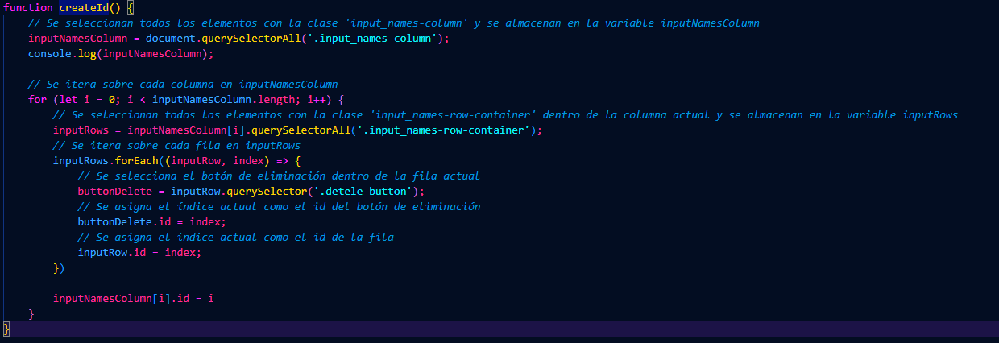 function createId() {
// Se seleccionan todos los elementos con la clase 'input_names-column' y se almacenan en la variable inputNamesColumn
inputNamesColumn = document.querySelectorAll('.input_names-column');
console.log(inputNamesColumn);
// Se itera sobre cada columna en inputNamesColumn
for (let i = 0; i < inputNamesColumn.length; i++) {
// Se seleccionan todos los elementos con la clase 'input_names-row-container' dentro de la columna actual y se almacenan en la variable inputRows
inputRows = inputNamesColumn[i].querySelectorAll('.input_names-row-container');
// Se itera sobre cada fila en inputRows
inputRows.forEach((inputRow, index) => {
// Se selecciona el botón de eliminación dentro de la fila actual
buttonDelete = inputRow.querySelector('.detele-button');
// Se asigna el índice actual como el id del botón de eliminación
buttonDelete.id = index;
// Se asigna el índice actual como el id de la fila
inputRow.id = index;
})
inputNamesColumn[i].id = i
}
}